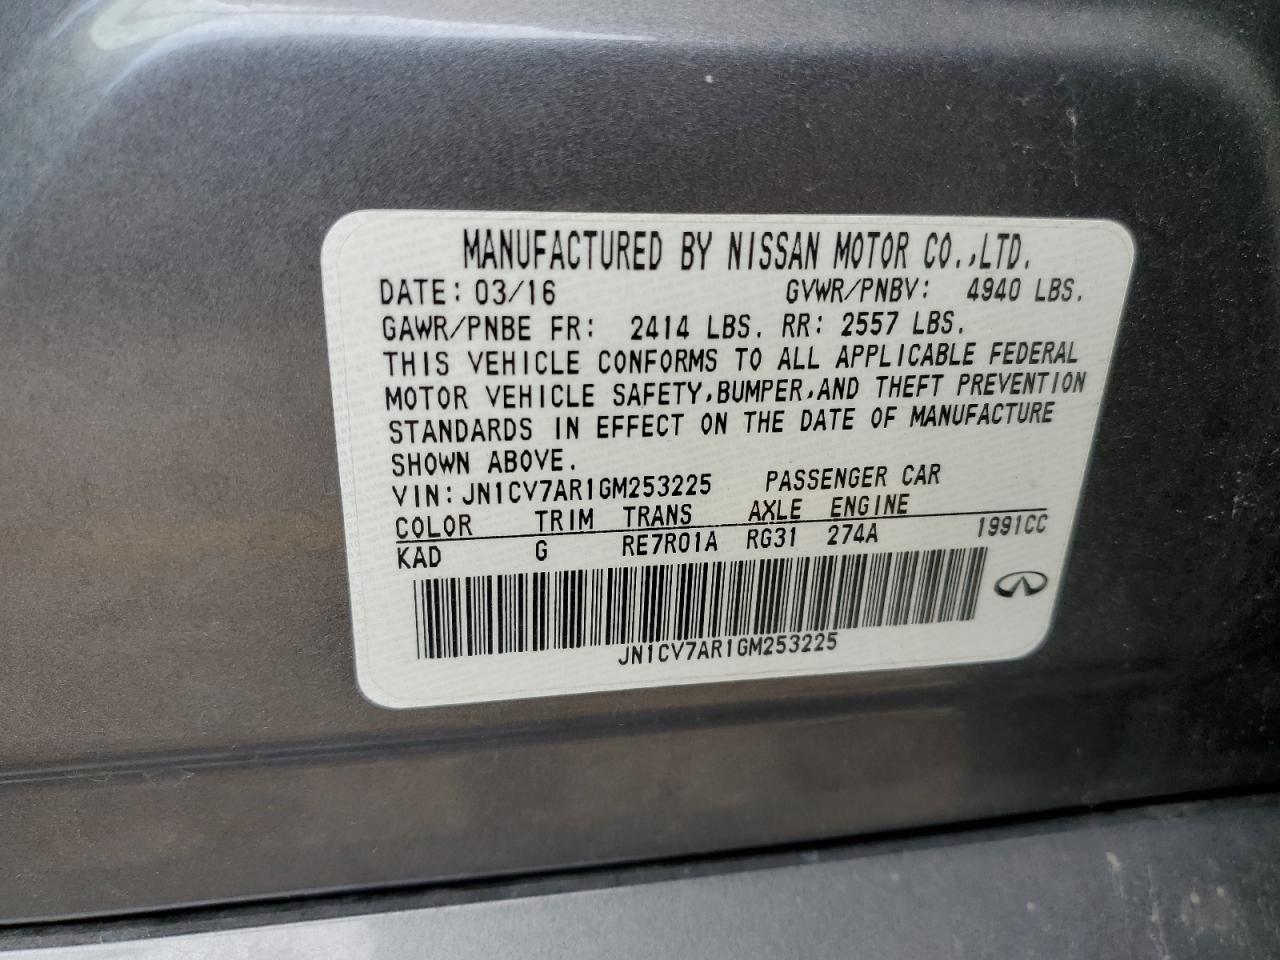 MANUFACTURED BY NISSAN MOTOR CO.,LTD.
DATE: 03/16 GVWR/PNBV: 4940 LBS.
GAWR/PNBE FR: 2414 LBS. RR: 2557 LBS.
THIS VEHICLE CONFORMS TO ALL APPLICABLE FEDERAL
MOTOR VEHICLE SAFETY,BUMPER,AND THEFT PREVENTION
STANDARDS IN EFFECT ON THE DATE OF MANUFACTURE
SHOWN ABOVE.
VIN: JN1CV7AR1GM253225 PASSENGER CAR
COLOR TRIM TRANS AXLE ENGINE
KAD G RE7R01A RG31 274A 1991CC
JN1CV7AR1GM253225